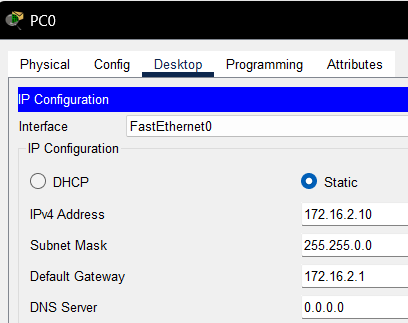 PC0
Physical Config Desktop Programming Attributes
IP Configuration
Interface FastEthernet0
IP Configuration
DHCP Static
IPv4 Address 172.16.2.10
Subnet Mask 255.255.0.0
Default Gateway 172.16.2.1
DNS Server 0.0.0.0